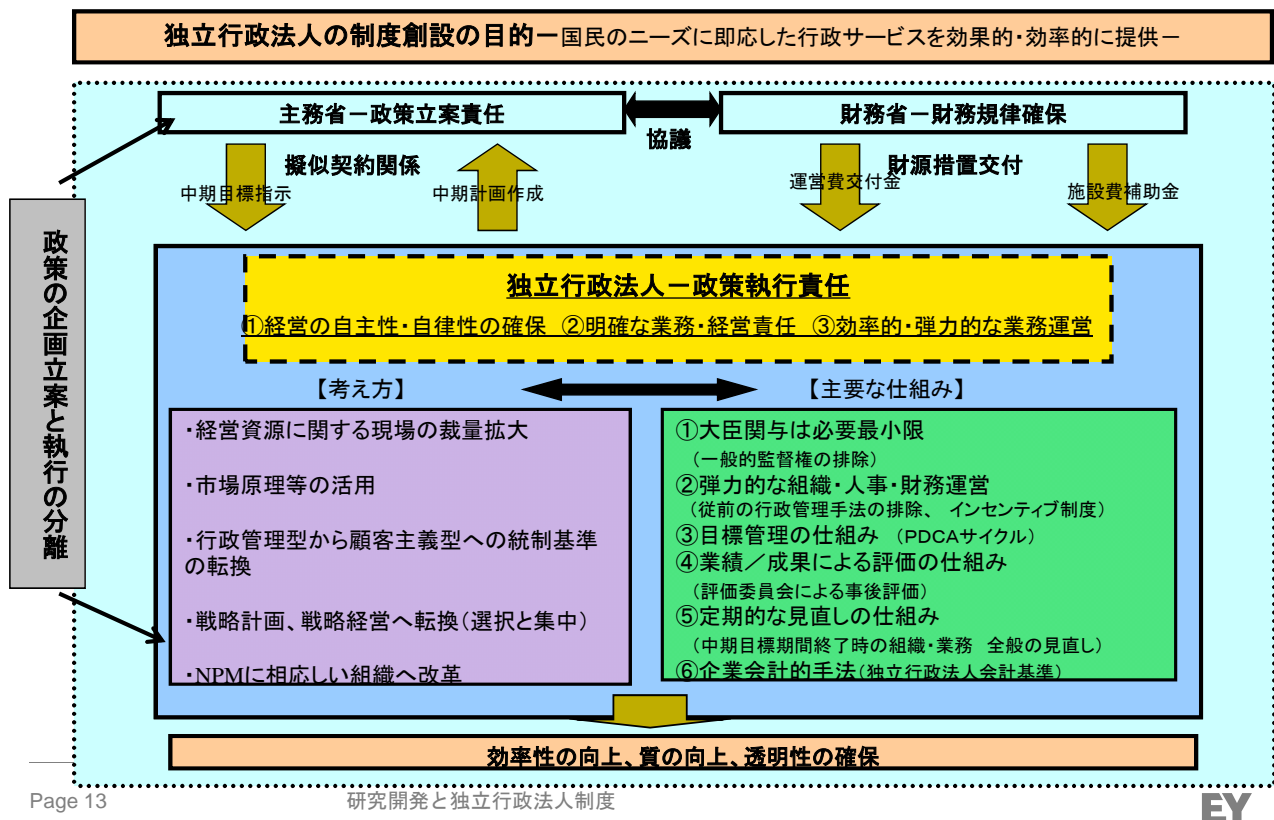 独立行政法人の制度創設の目的－国民のニーズに即応した行政サービスを効果的・効率的に提供－
主務省－政策立案責任
財務省－財務規律確保
協議
擬似契約関係
財源措置交付
中期目標指示
中期計画作成
運営費交付金
施設費補助金
政策の企画立案と執行の分離
独立行政法人－政策執行責任
①経営の自主性・自律性の確保 ②明確な業務・経営責任 ③効率的・弾力的な業務運営
【考え方】
【主要な仕組み】
・経営資源に関する現場の裁量拡大
・市場原理等の活用
・行政管理型から顧客主義型への統制基準
の転換
・戦略計画、戦略経営へ転換（選択と集中）
・NPMに相応しい組織へ改革
①大臣関与は必要最小限
（一般的監督権の排除）
②弾力的な組織・人事・財務運営
（従前の行政管理手法の排除、 インセンティブ制度）
③目標管理の仕組み （PDCAサイクル）
④業績／成果による評価の仕組み
（評価委員会による事後評価）
⑤定期的な見直しの仕組み
（中期目標期間終了時の組織・業務 全般の見直し）
⑥企業会計的手法（独立行政法人会計基準）
効率性の向上、質の向上、透明性の確保
Page 13
研究開発と独立行政法人制度
EY